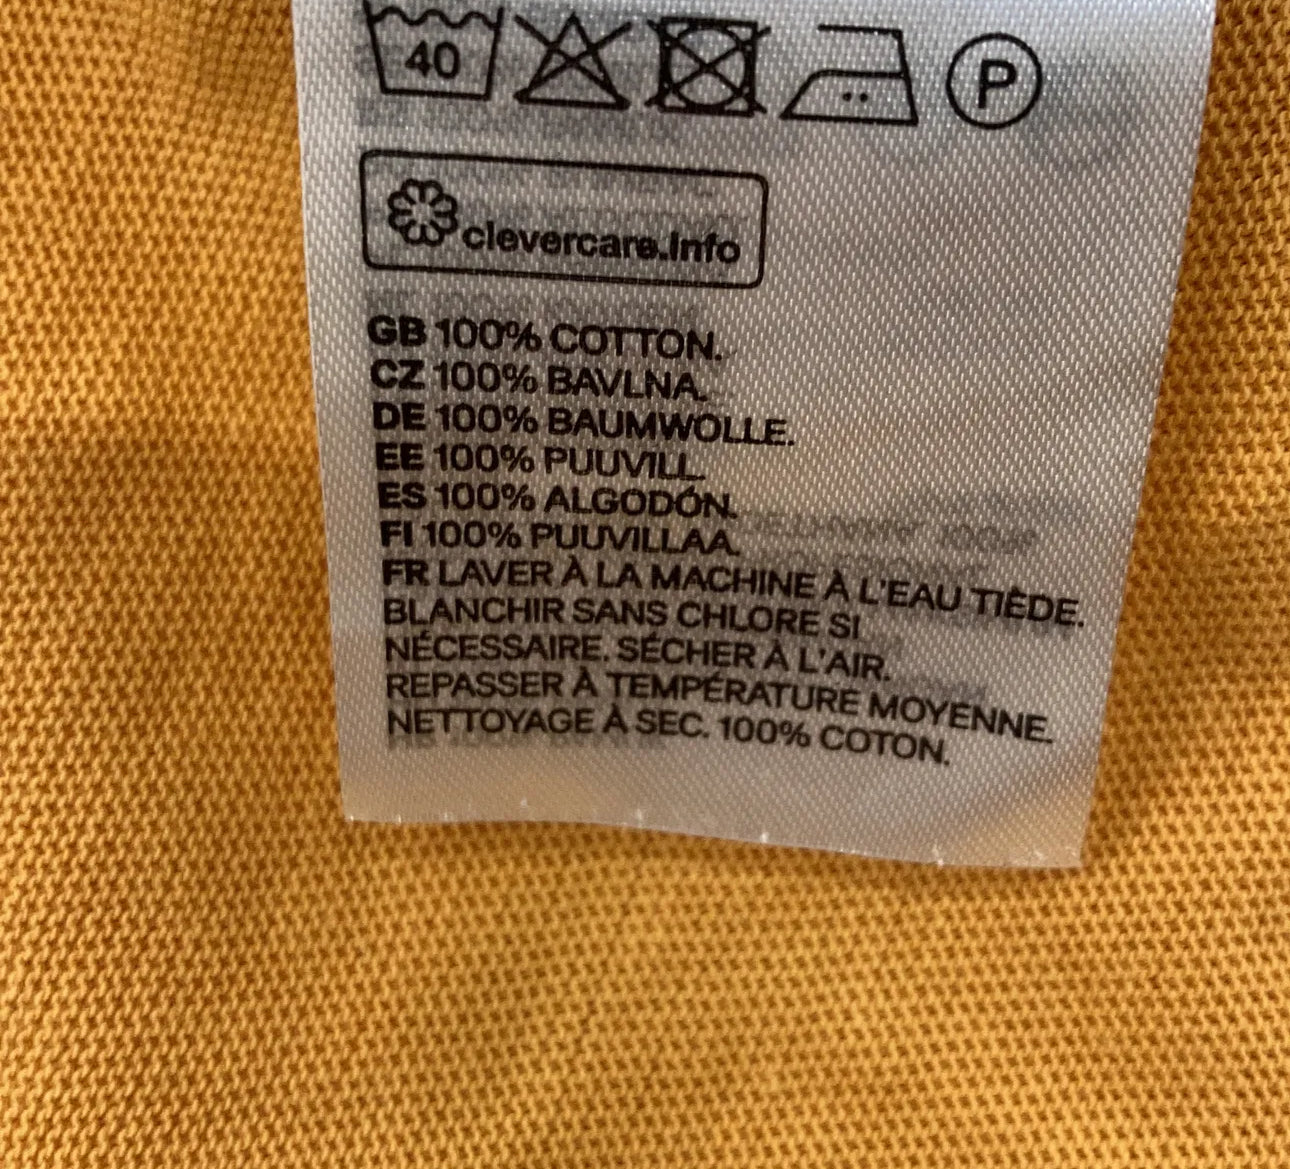 40
P
clevercare.info
GB 100% COTTON.
CZ 100% BAVLNA.
DE 100% BAUMWOLLE.
EE 100% PUUVILL.
ES 100% ALGODÓN.
FI 100% PUUVILLAA.
FR LAVER À LA MACHINE À L'EAU TIÈDE.
BLANCHIR SANS CHLORE SI
NÉCESSAIRE. SÉCHER À L'AIR.
REPASSER À TEMPÉRATURE MOYENNE.
NETTOYAGE À SEC. 100% COTON.